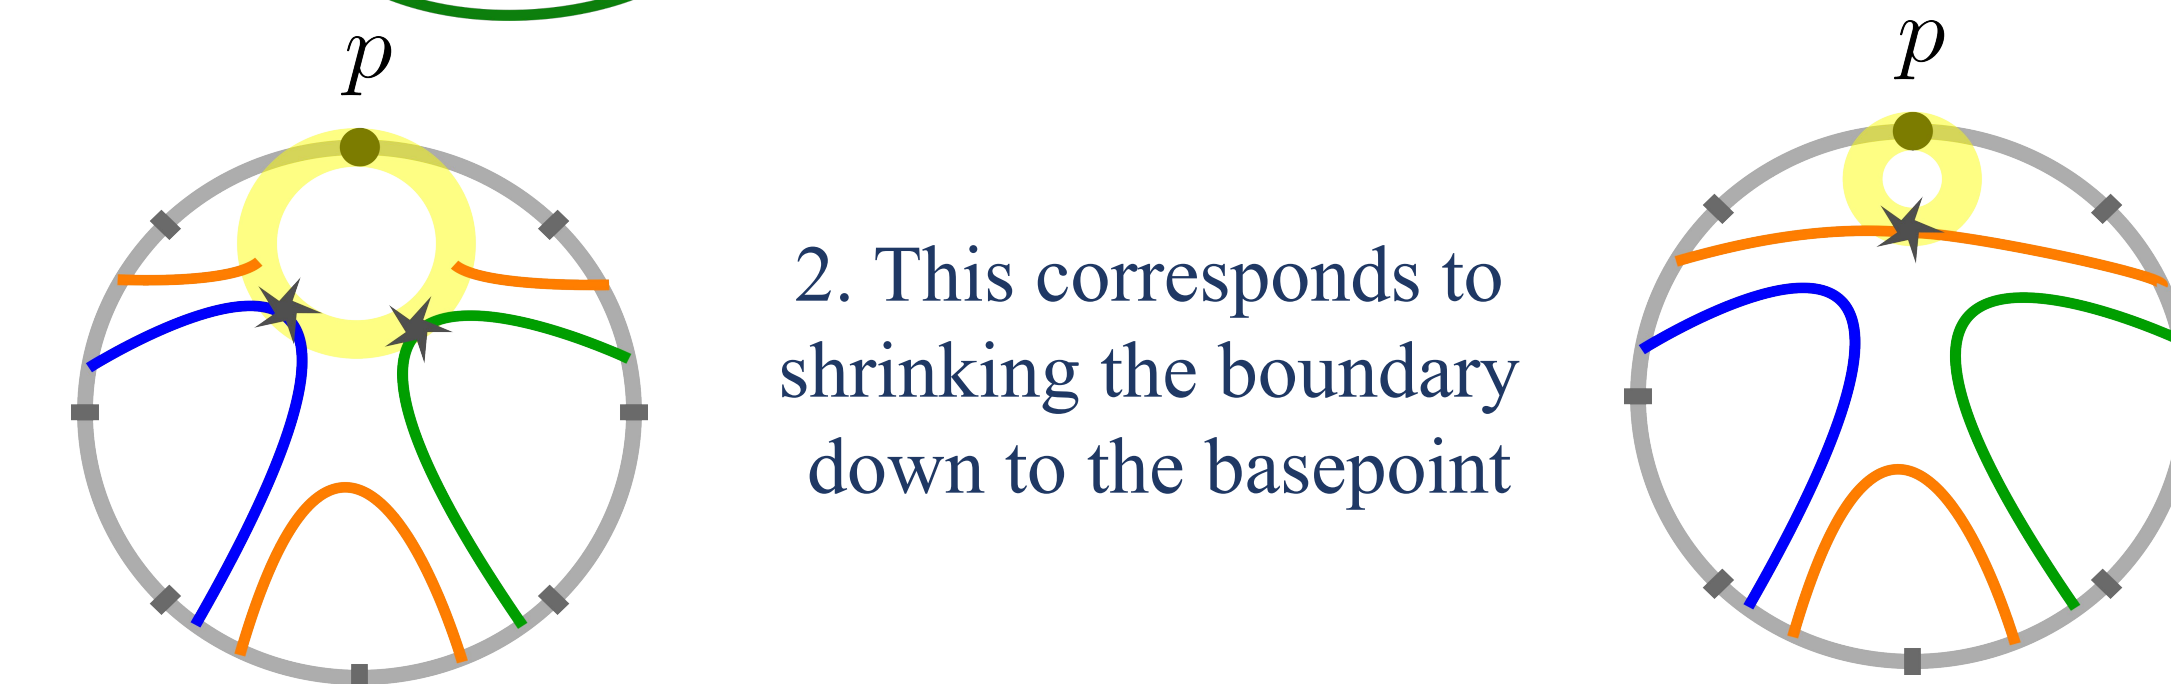 p
p
2. This corresponds to
shrinking the boundary
down to the basepoint